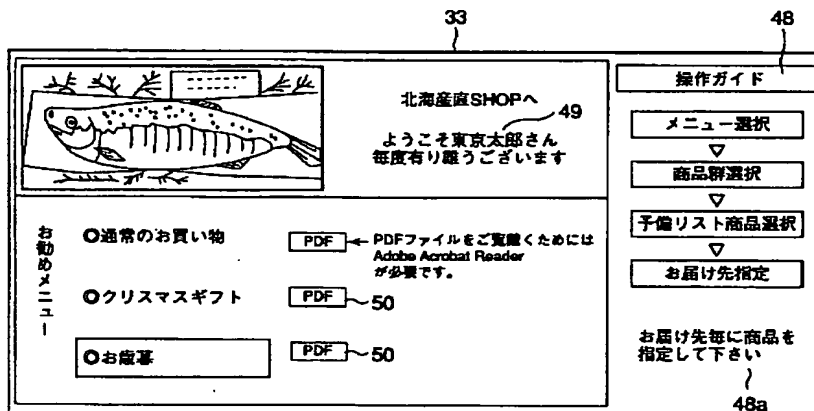 33
48
北海産直SHOPへ
49
ようこそ東京太郎さん
毎度有り難うございます
操作ガイド
メニュー選択
商品群選択
予備リスト商品選択
お届け先指定
お届け先毎に商品を
指定して下さい
48a
お勧めメニュー
○通常のお買い物
PDF
PDFファイルをご覧戴くためには
Adobe Acrobat Reader
が必要です。
○クリスマスギフト
PDF
50
○お歳暮
PDF
50